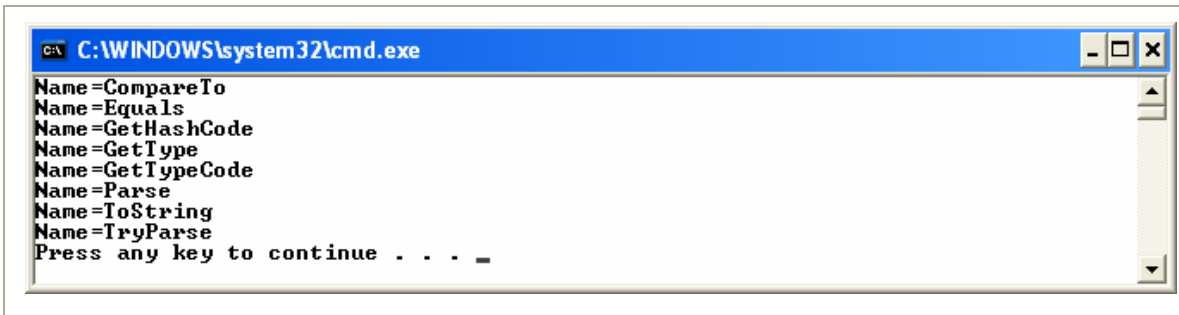 C:\WINDOWS\system32\cmd.exe
Name=CompareTo
Name=Equals
Name=GetHashCode
Name=GetType
Name=GetTypeCode
Name=Parse
Name=ToString
Name=TryParse
Press any key to continue . . . _